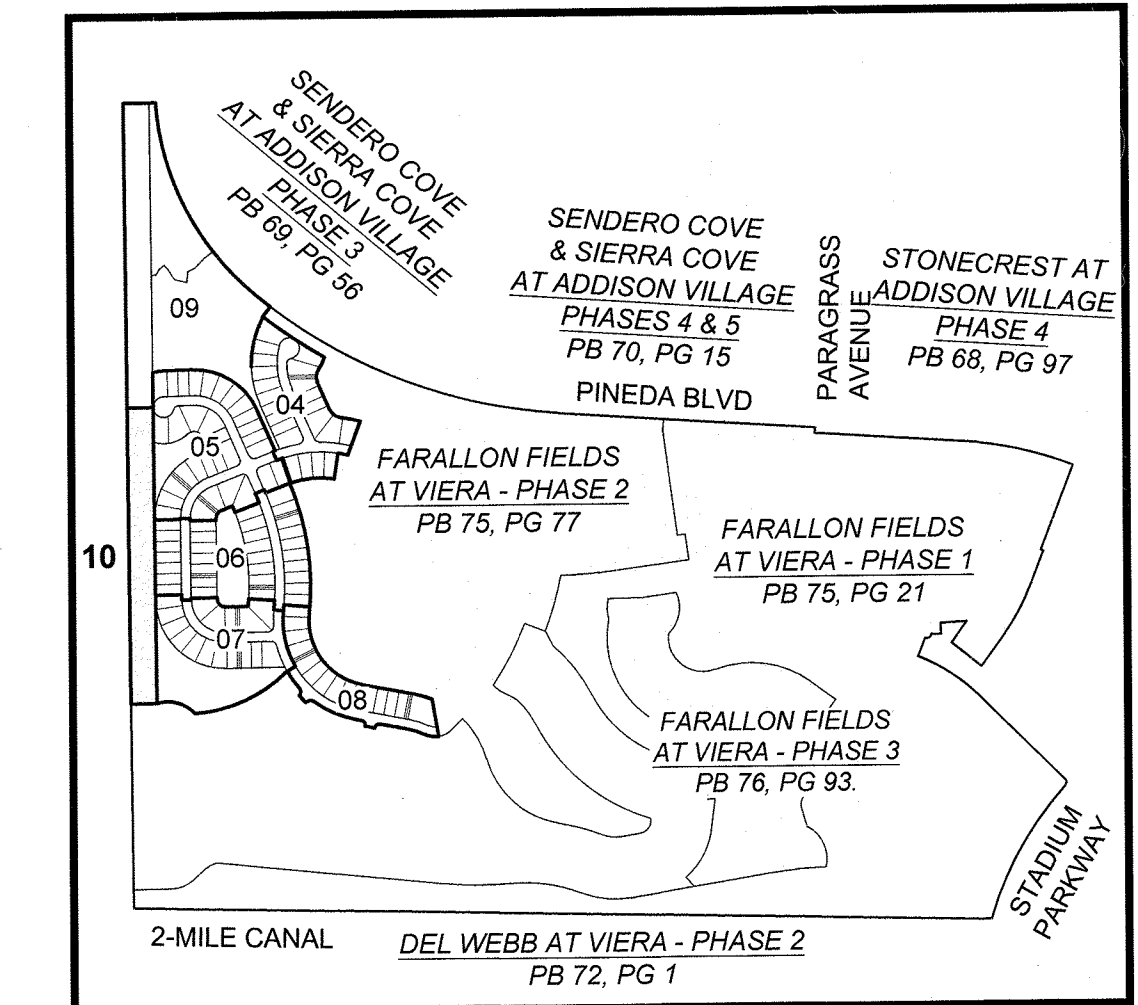 SENDERO COVE
& SIERRA COVE
AT ADDISON VILLAGE
PHASE 3
PB 69, PG 56
SENDERO COVE
& SIERRA COVE
AT ADDISON VILLAGE
PHASES 4 & 5
PB 70, PG 15
PARAGRASS
AVENUE
STONECREST AT
ADDISON VILLAGE
PHASE 4
PB 68, PG 97
PINEDA BLVD
09
04
05
06
07
08
10
FARALLON FIELDS
AT VIERA - PHASE 2
PB 75, PG 77
FARALLON FIELDS
AT VIERA - PHASE 1
PB 75, PG 21
FARALLON FIELDS
AT VIERA - PHASE 3
PB 76, PG 93.
STADIUM
PARKWAY
2-MILE CANAL
DEL WEBB AT VIERA - PHASE 2
PB 72, PG 1